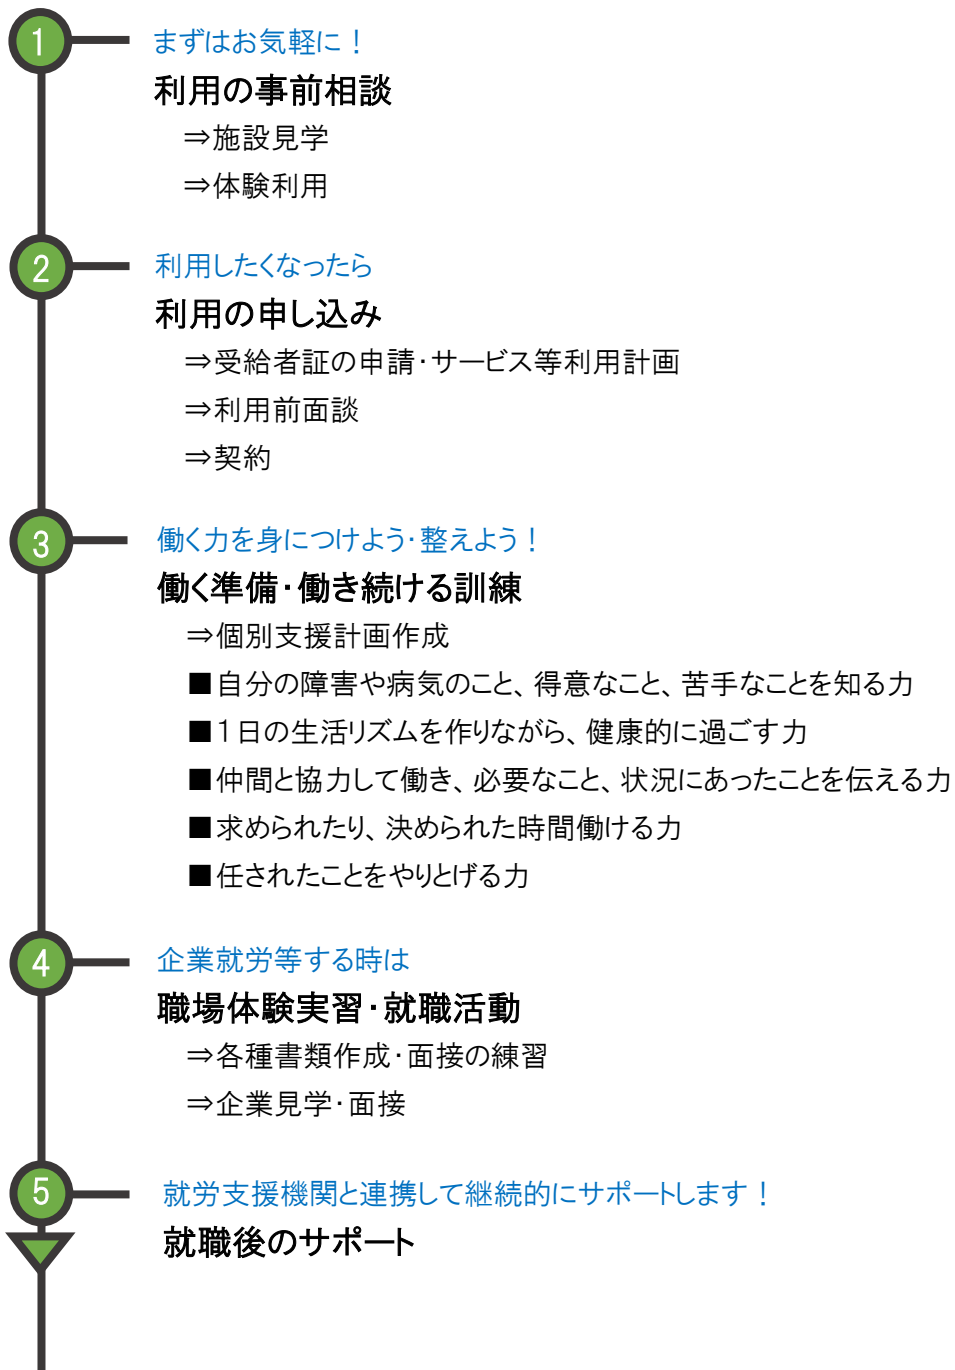 1
まずはお気軽に！
利用の事前相談
⇒施設見学
⇒体験利用
2
利用したくなったら
利用の申し込み
⇒受給者証の申請・サービス等利用計画
⇒利用前面談
⇒契約
3
働く力を身につけよう・整えよう！
働く準備・働き続ける訓練
⇒個別支援計画作成
■自分の障害や病気のこと、得意なこと、苦手なことを知る力
■1日の生活リズムを作りながら、健康的に過ごす力
■仲間と協力して働き、必要なこと、状況にあったことを伝える力
■求められたり、決められた時間働ける力
■任されたことをやりとげる力
4
企業就労等する時は
職場体験実習・就職活動
⇒各種書類作成・面接の練習
⇒企業見学・面接
5
就労支援機関と連携して継続的にサポートします！
就職後のサポート